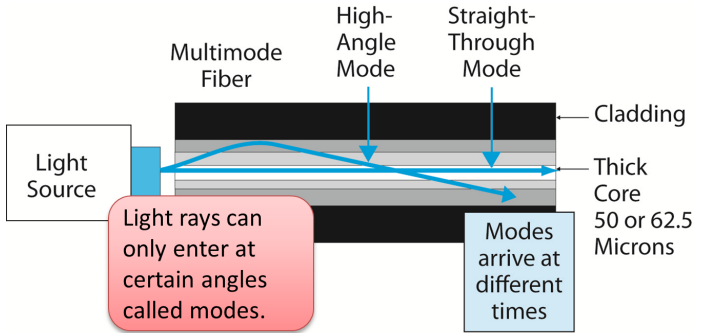 Multimode
Fiber
High-
Angle
Mode
Straight-
Through
Mode
Cladding
Light
Source
Thick
Core
50 or 62.5
Microns
Light rays can
only enter at
certain angles
called modes.
Modes
arrive at
different
times